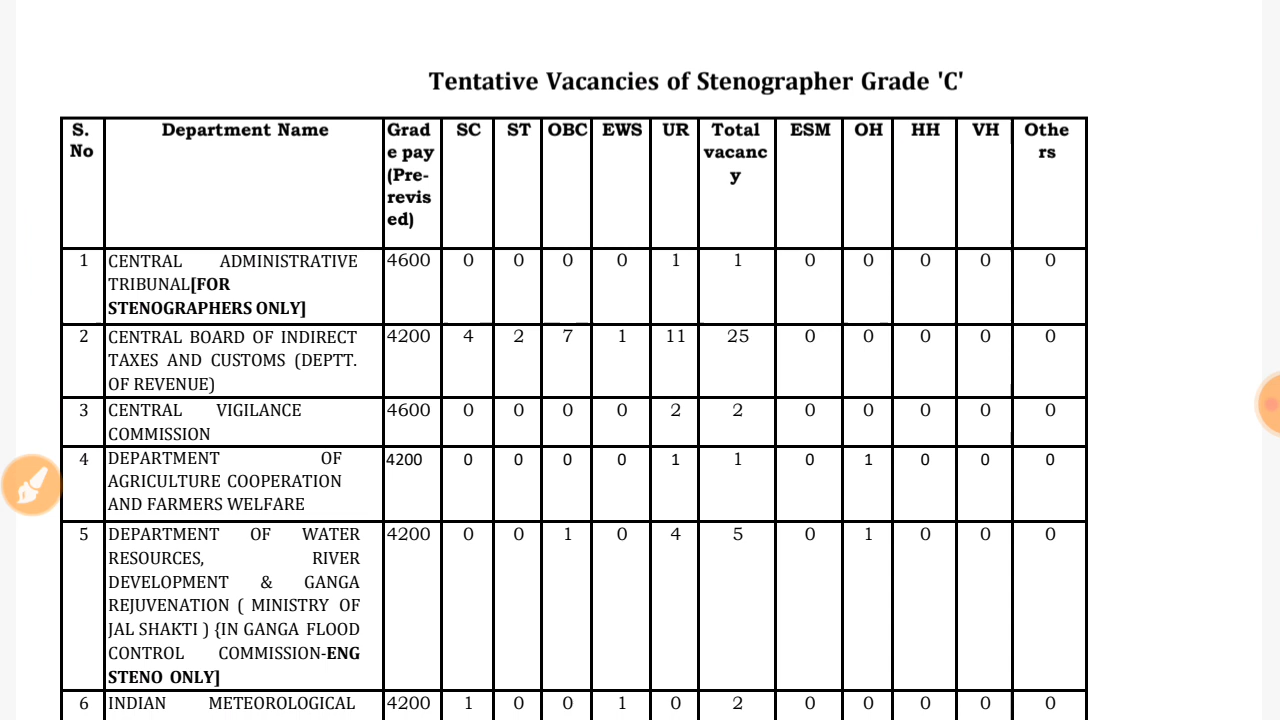 Tentative Vacancies of Stenographer Grade 'C'
S. No Department Name Grad e pay (Pre- revis ed) SC ST OBC EWS UR Total vacanc y ESM OH HH VH Othe rs
1 CENTRAL ADMINISTRATIVE 4600 0 0 0 0 1 1 0 0 0 0 0
TRIBUNAL[FOR
STENOGRAPHERS ONLY]
2 CENTRAL BOARD OF INDIRECT 4200 4 2 7 1 11 25 0 0 0 0 0
TAXES AND CUSTOMS (DEPTT.
OF REVENUE)
3 CENTRAL VIGILANCE 4600 0 0 0 0 2 2 0 0 0 0 0
COMMISSION
4 DEPARTMENT OF 4200 0 0 0 0 1 1 0 1 0 0 0
AGRICULTURE COOPERATION
AND FARMERS WELFARE
5 DEPARTMENT OF WATER 4200 0 0 1 0 4 5 0 1 0 0 0
RESOURCES, RIVER
DEVELOPMENT & GANGA
REJUVENATION ( MINISTRY OF
JAL SHAKTI ) {IN GANGA FLOOD
CONTROL COMMISSION-ENG
STENO ONLY]
6 INDIAN METEOROLOGICAL 4200 1 0 0 1 0 2 0 0 0 0 0